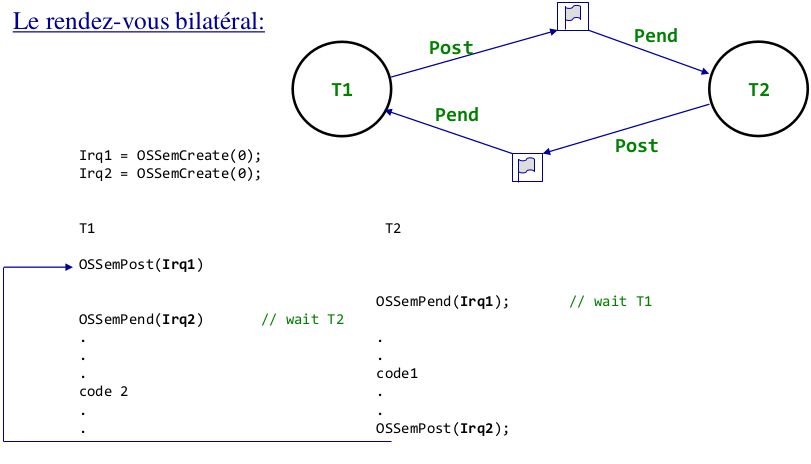 Le rendez-vous bilatéral:
Post
Pend
T1
T2
Pend
Post
Irq1 = OSSemCreate(0);
Irq2 = OSSemCreate(0);
T1 T2
OSSemPost(Irq1)
OSSemPend(Irq1); // wait T1
OSSemPend(Irq2) // wait T2
. .
. .
. code1
code 2 .
. .
. OSSemPost(Irq2);